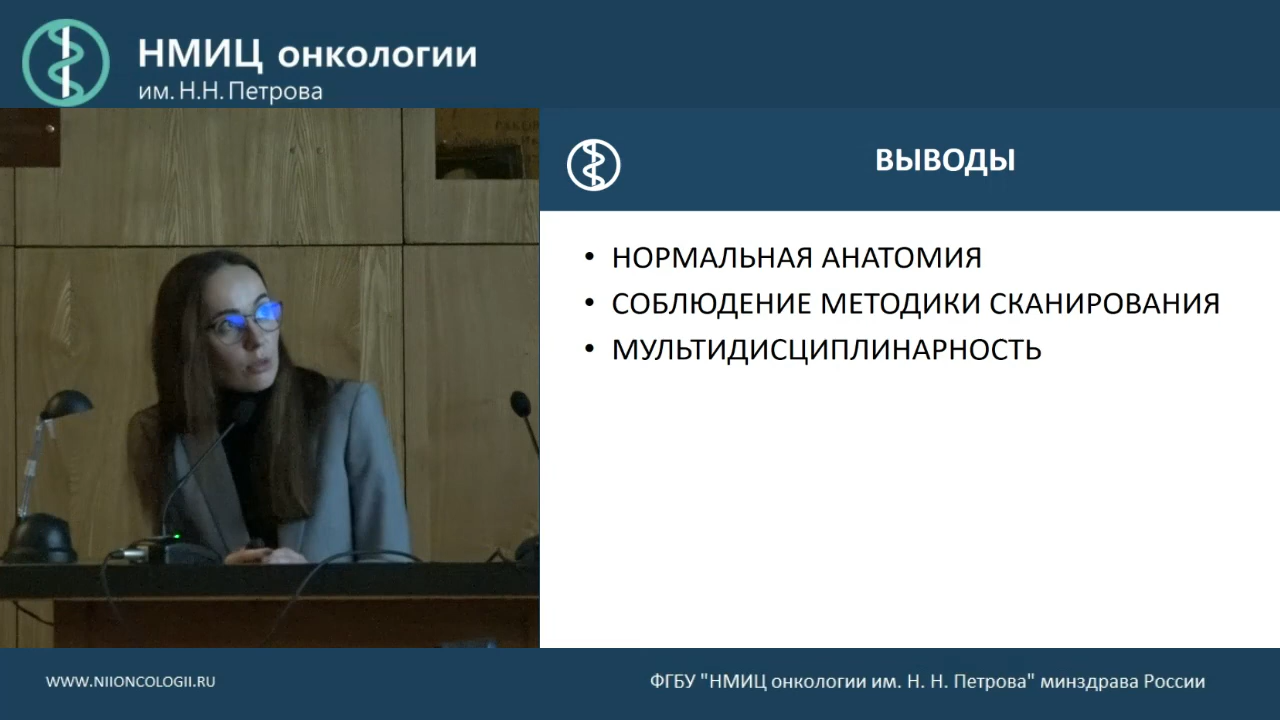 НМИЦ онкологии
им. Н.Н. Петрова
ВЫВОДЫ
• НОРМАЛЬНАЯ АНАТОМИЯ
• СОБЛЮДЕНИЕ МЕТОДИКИ СКАНИРОВАНИЯ
• МУЛЬТИДИСЦИПЛИНАРНОСТЬ
WWW.NIIONCOLOGII.RU
ФГБУ "НМИЦ онкологии им. Н. Н. Петрова" минздрава России